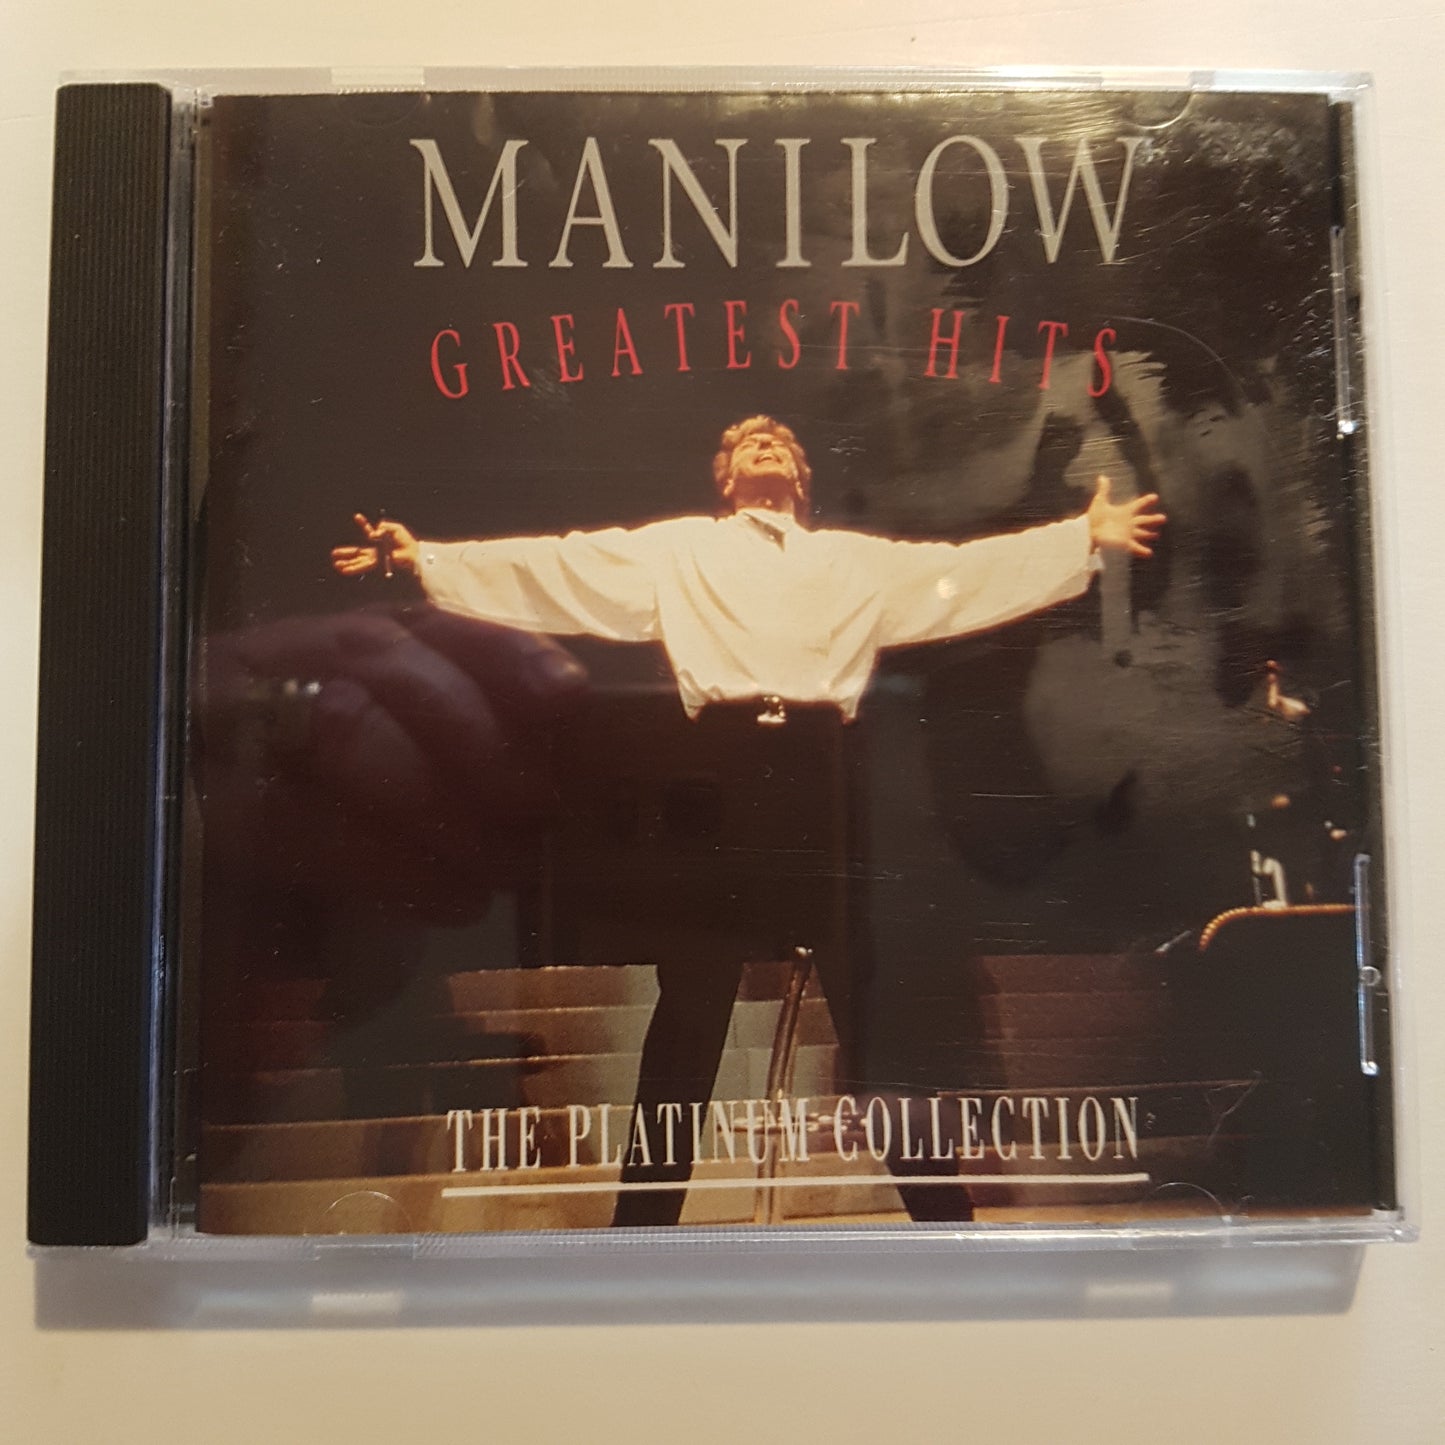 MANILOW
GREATEST HITS
THE PLATINUM COLLECTION